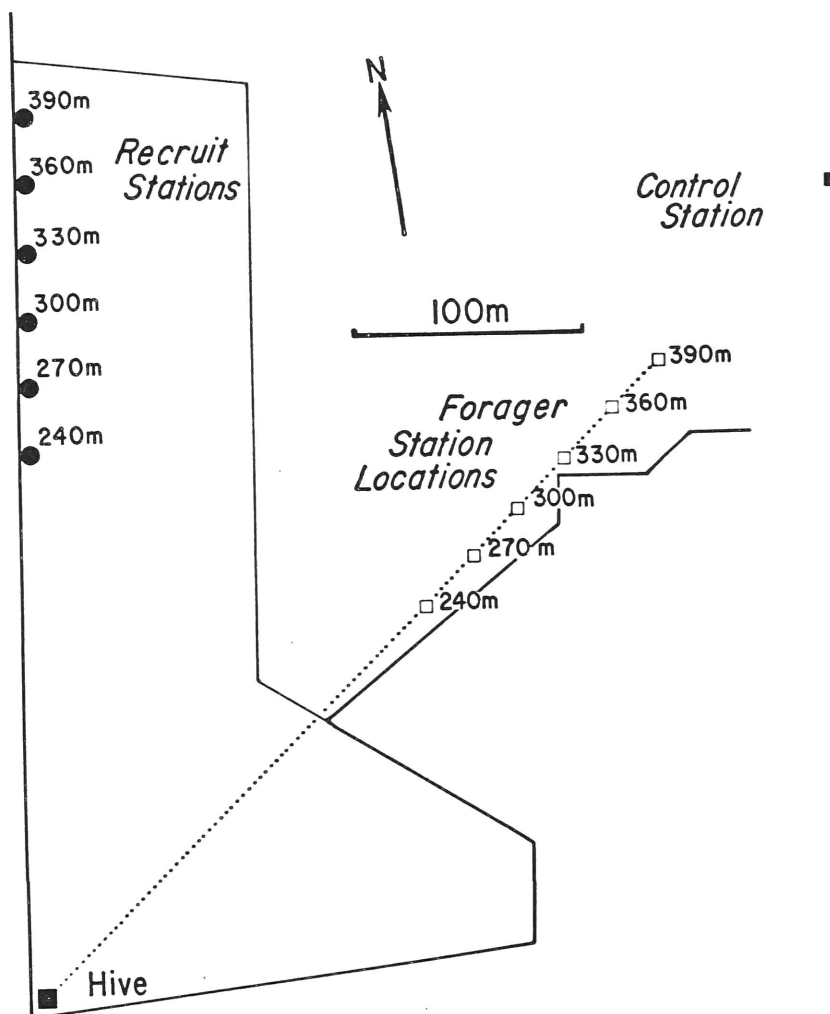 N
390m
Recruit
Stations
360m
330m
300m
270m
240m
Control
Station
100m
390m
360m
Forager
Station
Locations
330m
300m
270 m
240m
Hive